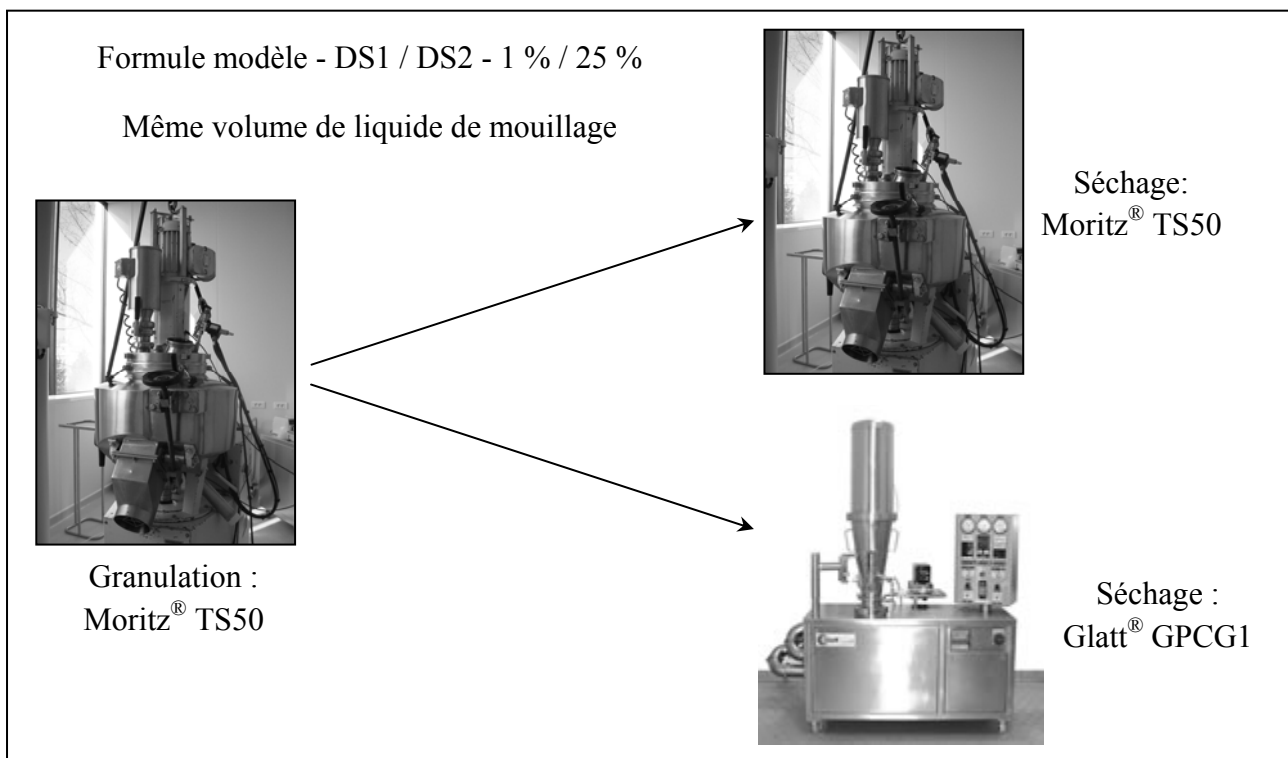 Formule modèle - DS1 / DS2 - 1 % / 25 %
Même volume de liquide de mouillage
Séchage:
Moritz® TS50
Granulation :
Moritz® TS50
Séchage :
Glatt® GPCG1